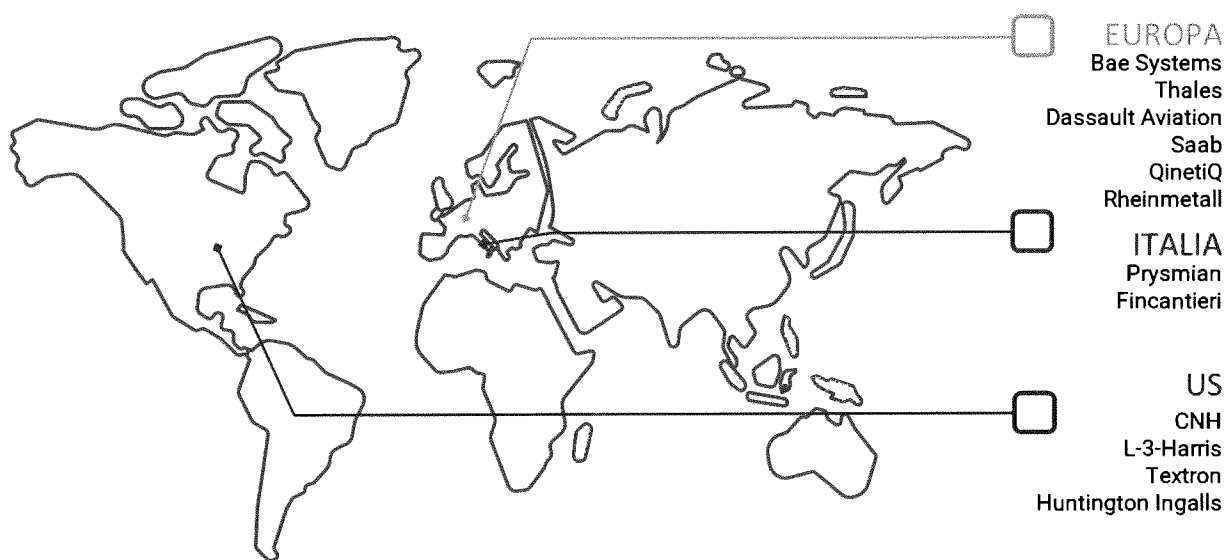 EUROPA
Bae Systems
Thales
Dassault Aviation
Saab
QinetiQ
Rheinmetall
ITALIA
Prysmian
Fincantieri
US
CNH
L-3-Harris
Textron
Huntington Ingalls